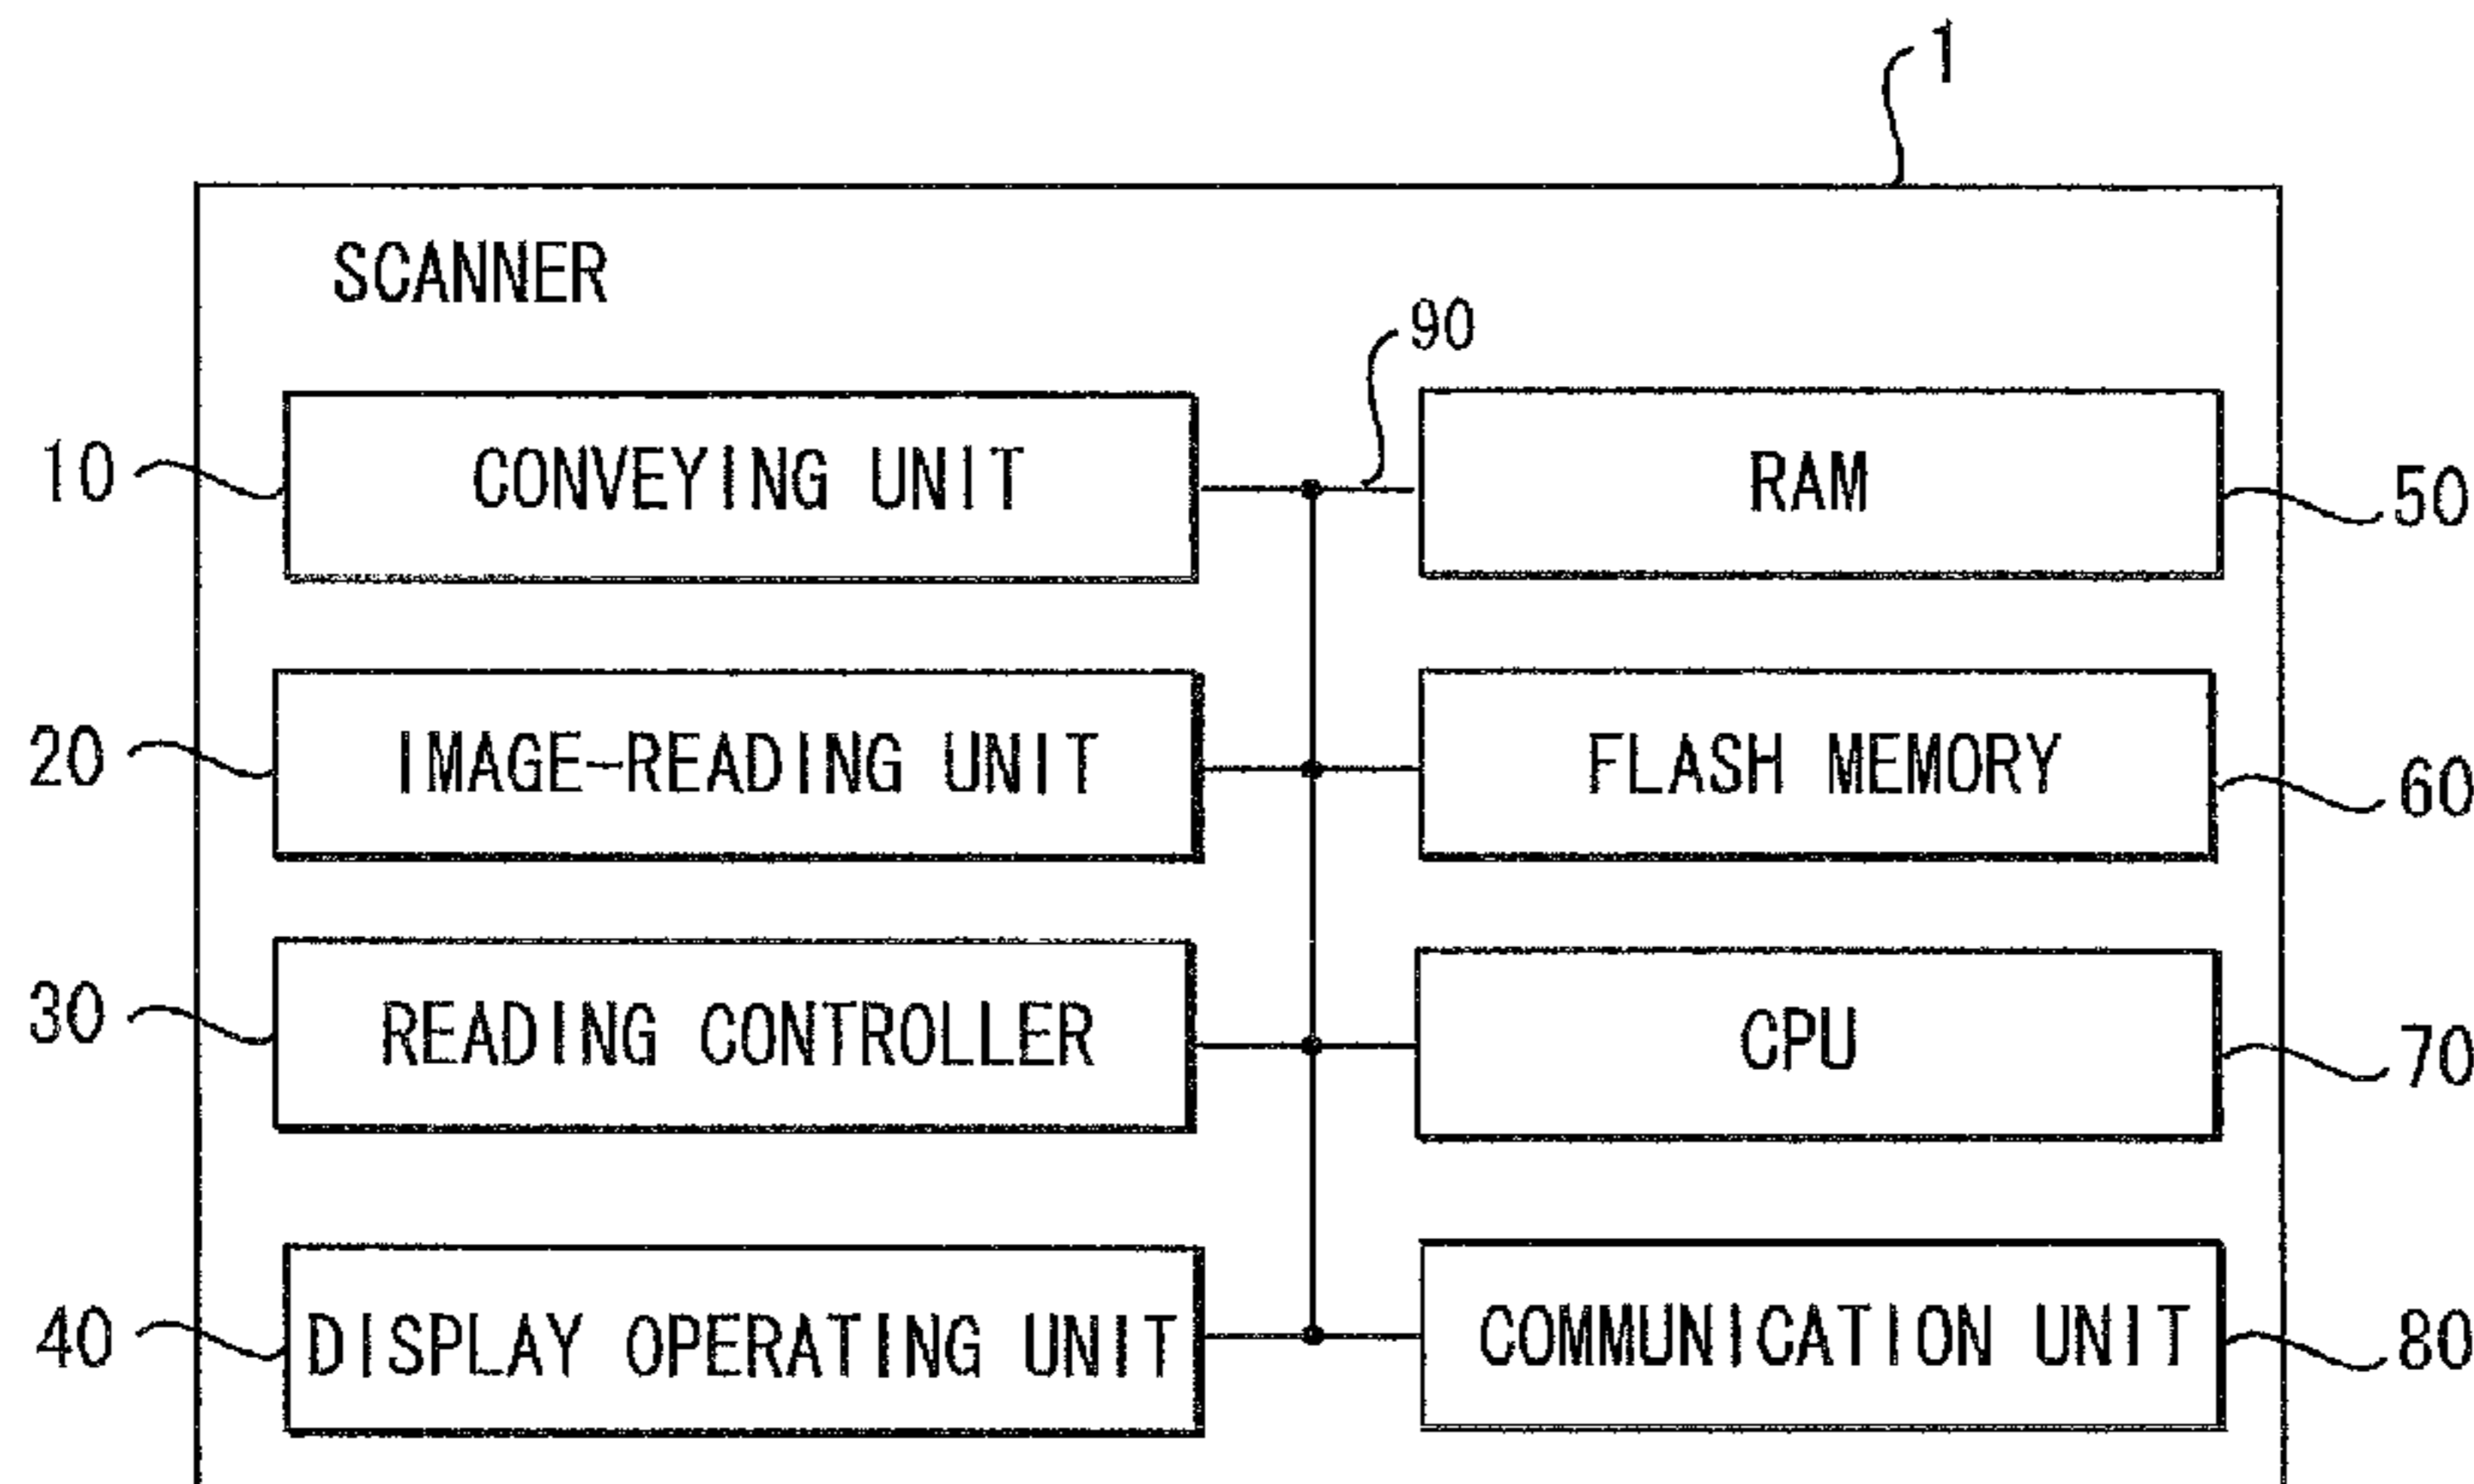 1
SCANNER
90
10 CONVEYING UNIT RAM 50
20 IMAGE-READING UNIT FLASH MEMORY 60
30 READING CONTROLLER CPU 70
40 DISPLAY OPERATING UNIT COMMUNICATION UNIT 80